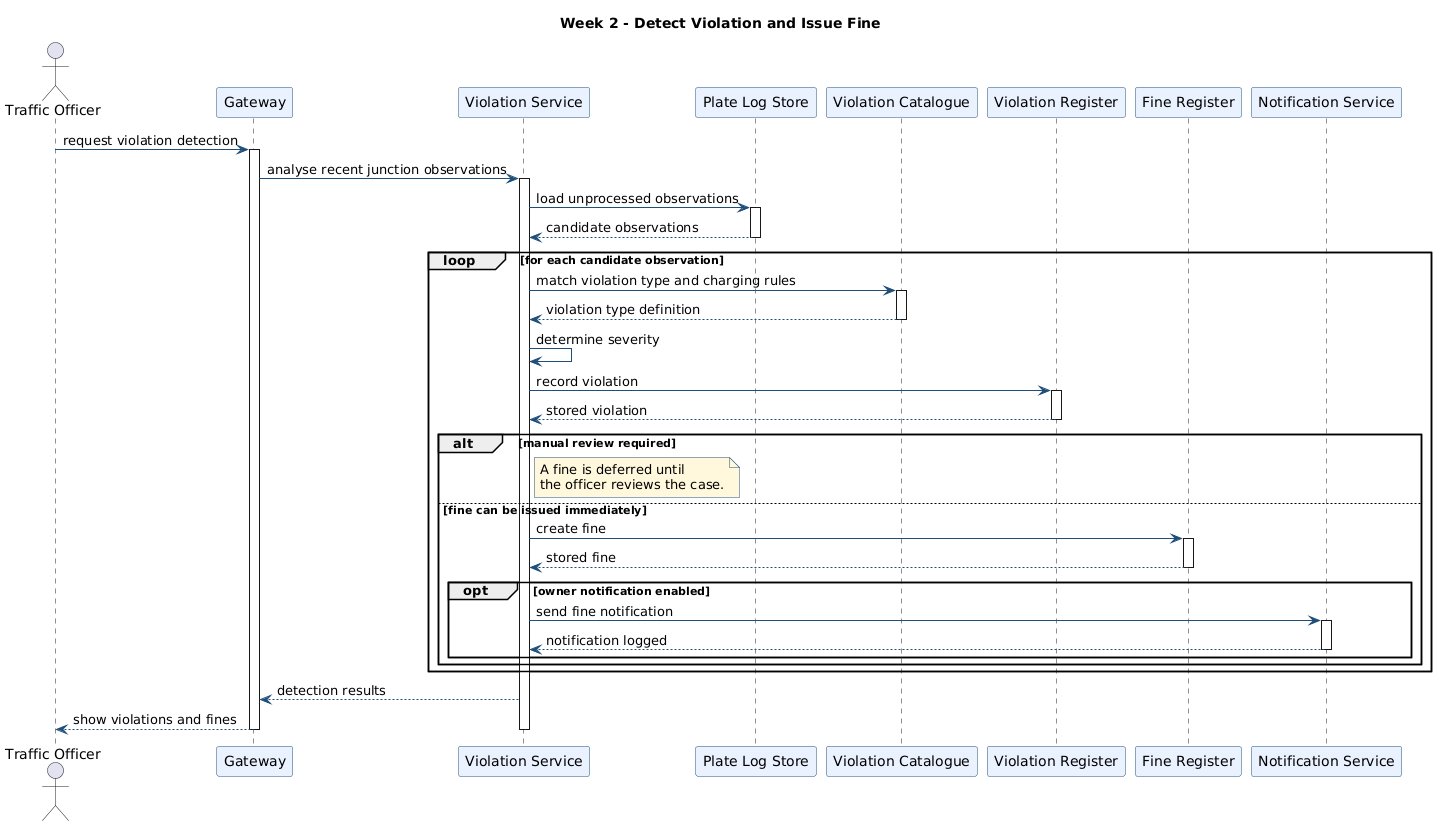 Week 2 - Detect Violation and Issue Fine
Traffic Officer
Gateway
Violation Service
Plate Log Store
Violation Catalogue
Violation Register
Fine Register
Notification Service
request violation detection
analyse recent junction observations
load unprocessed observations
candidate observations
loop
[for each candidate observation]
match violation type and charging rules
violation type definition
determine severity
record violation
stored violation
alt
[manual review required]
A fine is deferred until
the officer reviews the case.
[fine can be issued immediately]
create fine
stored fine
opt
[owner notification enabled]
send fine notification
notification logged
detection results
show violations and fines
Traffic Officer
Gateway
Violation Service
Plate Log Store
Violation Catalogue
Violation Register
Fine Register
Notification Service